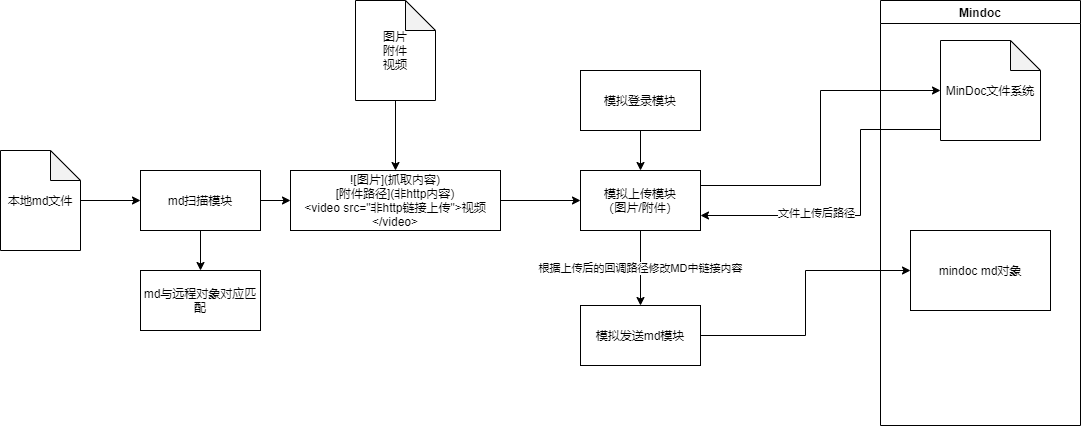 Mindoc
图片
附件
视频
模拟登录模块
MinDoc文件系统
本地md文件
md扫描模块
![图片](抓取内容)
[附件路径](非http内容)
<video src="非http链接上传">视频
</video>
模拟上传模块
（图片/附件）
文件上传后路径
md与远程对象对应匹
配
根据上传后的回调路径修改MD中链接内容
mindoc md对象
模拟发送md模块